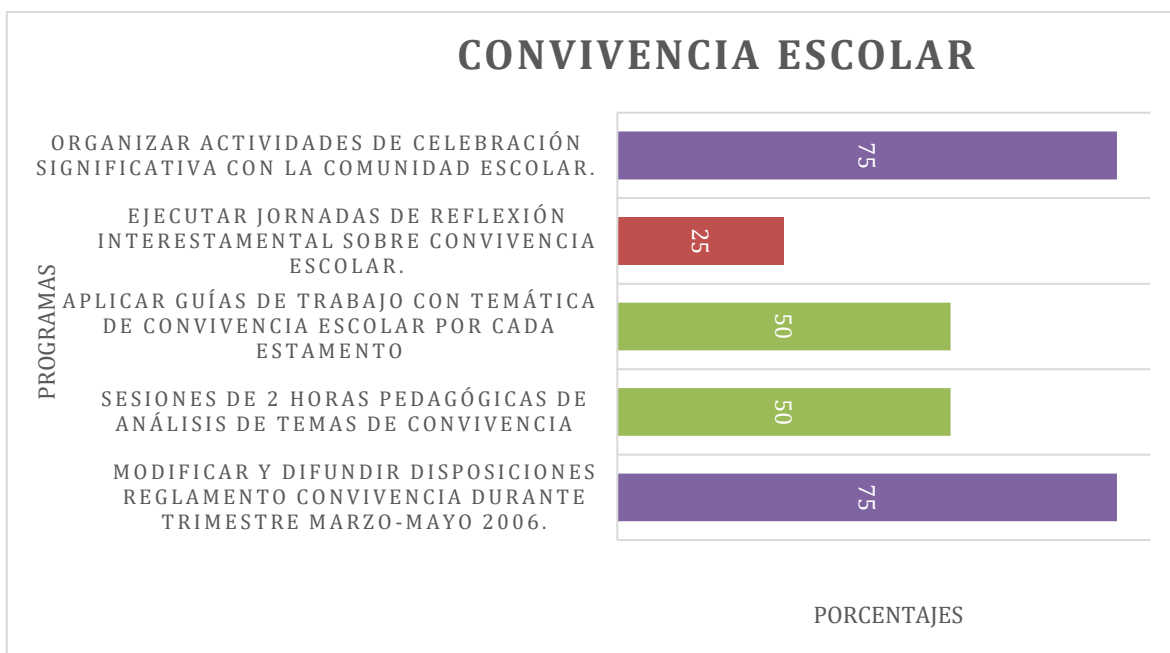 CONVIVENCIA ESCOLAR
ORGANIZAR ACTIVIDADES DE CELEBRACIÓN
SIGNIFICATIVA CON LA COMUNIDAD ESCOLAR.
75
EJECUTAR JORNADAS DE REFLEXIÓN
INTERESTAMENTAL SOBRE CONVIVENCIA
ESCOLAR.
25
PROGRAMAS
APLICAR GUÍAS DE TRABAJO CON TEMÁTICA
DE CONVIVENCIA ESCOLAR POR CADA
ESTAMENTO
50
SESIONES DE 2 HORAS PEDAGÓGICAS DE
ANÁLISIS DE TEMAS DE CONVIVENCIA
50
MODIFICAR Y DIFUNDIR DISPOSICIONES
REGLAMENTO CONVIVENCIA DURANTE
TRIMESTRE MARZO-MAYO 2006.
75
PORCENTAJES